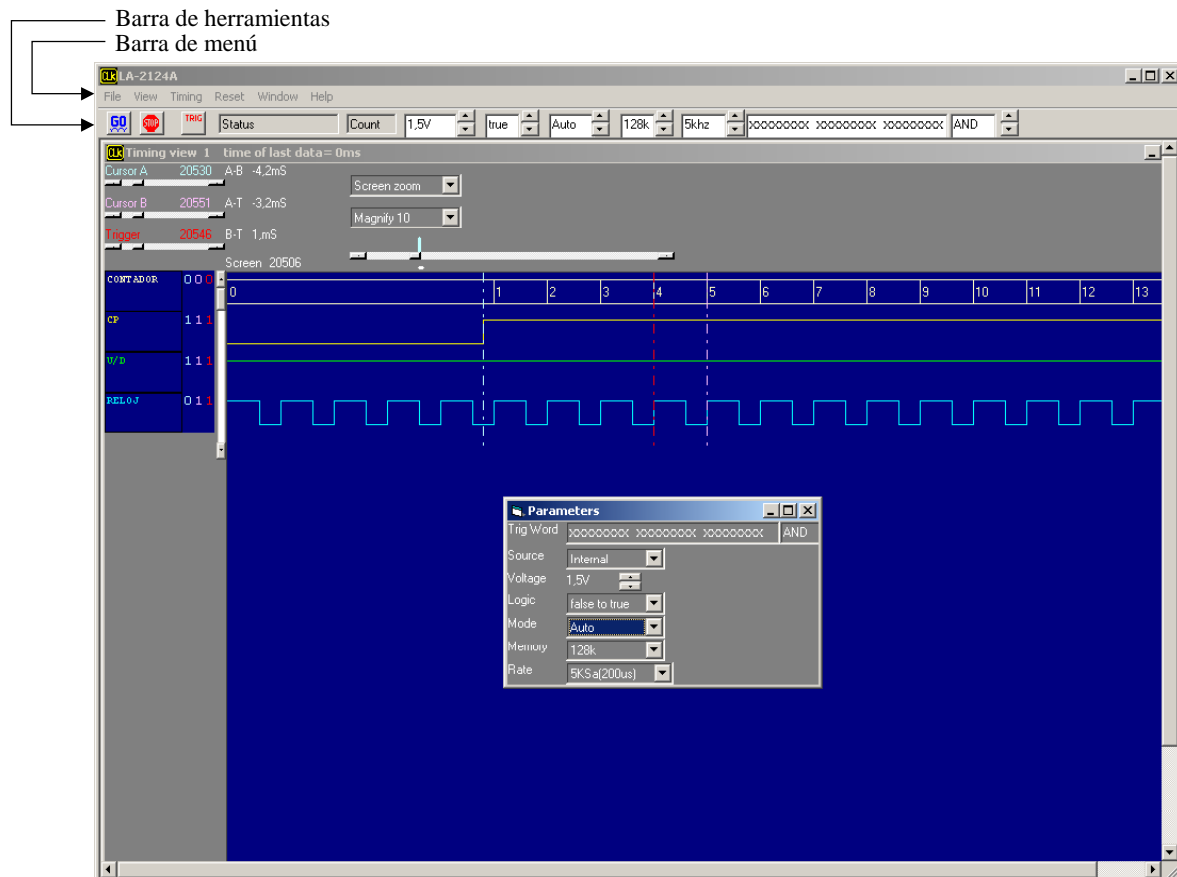 Barra de herramientas
Barra de menú
CLK LA-2124A
File View Timing Reset Window Help
GO STOP TRIG Status Count 1,5V true Auto 128k 5khz xxxxxxxx xxxxxxxx xxxxxxxx AND
CLK Timing view 1 time of last data= 0ms
Cursor A 20530 A-B -4,2mS
Screen zoom
Cursor B 20551 A-T -3,2mS
Magnify 10
Trigger 20546 B-T 1,mS
Screen 20506
CONTADOR 0 0 0
0 1 2 3 4 5 6 7 8 9 10 11 12 13
CP 1 1 1
U/D 1 1 1
RELOJ 0 1 1
Parameters
Trig Word xxxxxxxx xxxxxxxx xxxxxxxx AND
Source Internal
Voltage 1,5V
Logic false to true
Mode Auto
Memory 128k
Rate 5KSa(200us)